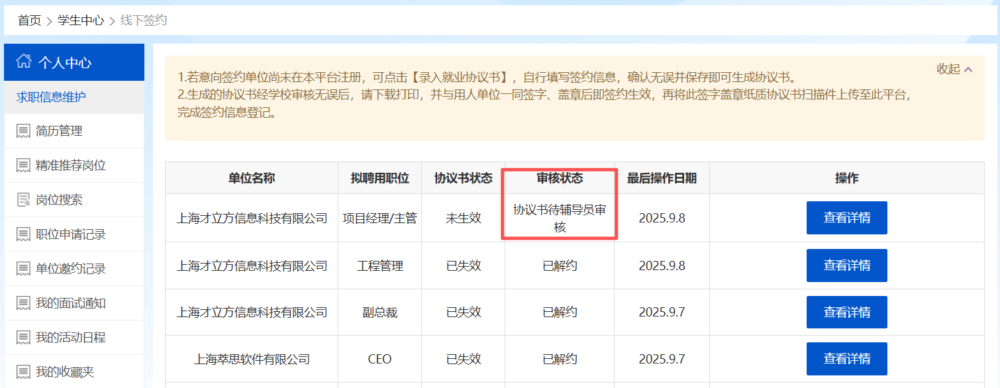 首页 > 学生中心 > 线下签约
个人中心
求职信息维护
简历管理
精准推荐岗位
岗位搜索
职位申请记录
单位邀约记录
我的面试通知
我的活动日程
我的收藏夹
收起
1.若意向签约单位尚未在本平台注册，可点击【录入就业协议书】，自行填写签约信息，确认无误并保存即可生成协议书。
2.生成的协议书经学校审核无误后，请下载打印，并与用人单位一同签字、盖章后即签约生效，再将此签字盖章纸质协议书扫描件上传至此平台，
完成签约信息登记。
单位名称 拟聘用职位 协议书状态 审核状态 最后操作日期 操作
上海才立方信息科技有限公司 项目经理/主管 未生效 协议书待辅导员审
核 2025.9.8 查看详情
上海才立方信息科技有限公司 工程管理 已失效 已解约 2025.9.8 查看详情
上海才立方信息科技有限公司 副总裁 已失效 已解约 2025.9.7 查看详情
上海萃思软件有限公司 CEO 已失效 已解约 2025.9.7 查看详情